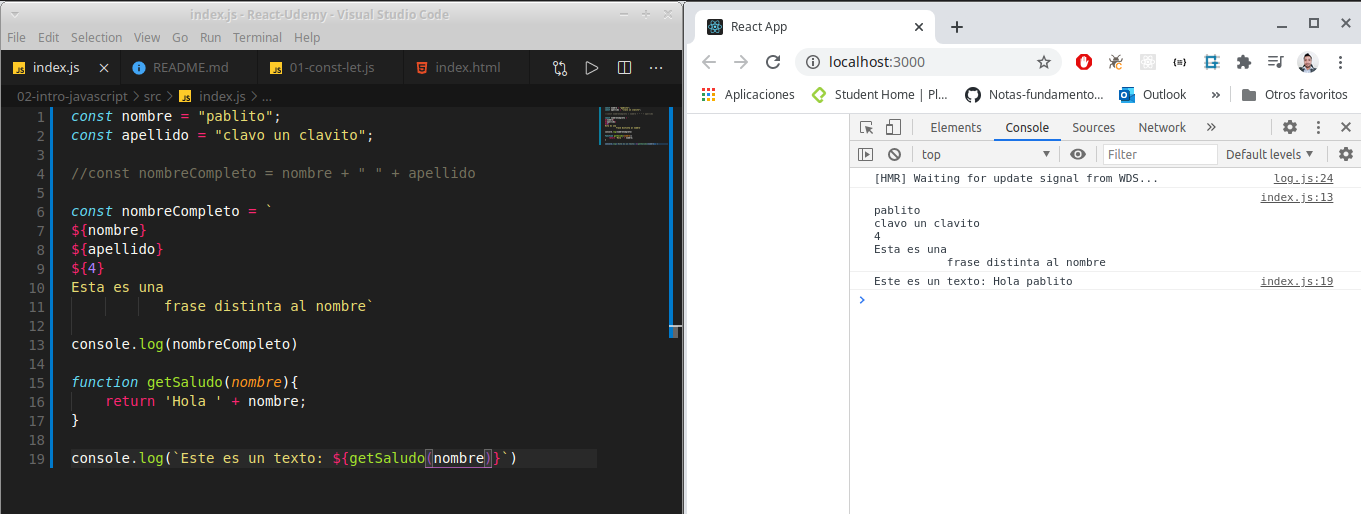 index.js - React-Udemy - Visual Studio Code
File Edit Selection View Go Run Terminal Help
index.js README.md 01-const-let.js index.html
02-intro-javascript > src > index.js > ...
1 const nombre = "pablito";
2 const apellido = "clavo un clavito";
3
4 //const nombreCompleto = nombre + " " + apellido
5
6 const nombreCompleto = `
7 ${nombre}
8 ${apellido}
9 ${4}
10 Esta es una
11 frase distinta al nombre`
12
13 console.log(nombreCompleto)
14
15 function getSaludo(nombre){
16 return 'Hola ' + nombre;
17 }
18
19 console.log(`Este es un texto: ${getSaludo(nombre)}`)
React App
localhost:3000
Aplicaciones Student Home | Pl... Notas-fundamento... Outlook » Otros favoritos
Elements Console Sources Network »
top Filter Default levels
[HMR] Waiting for update signal from WDS... log.js:24
index.js:13
pablito
clavo un clavito
4
Esta es una
frase distinta al nombre
Este es un texto: Hola pablito index.js:19